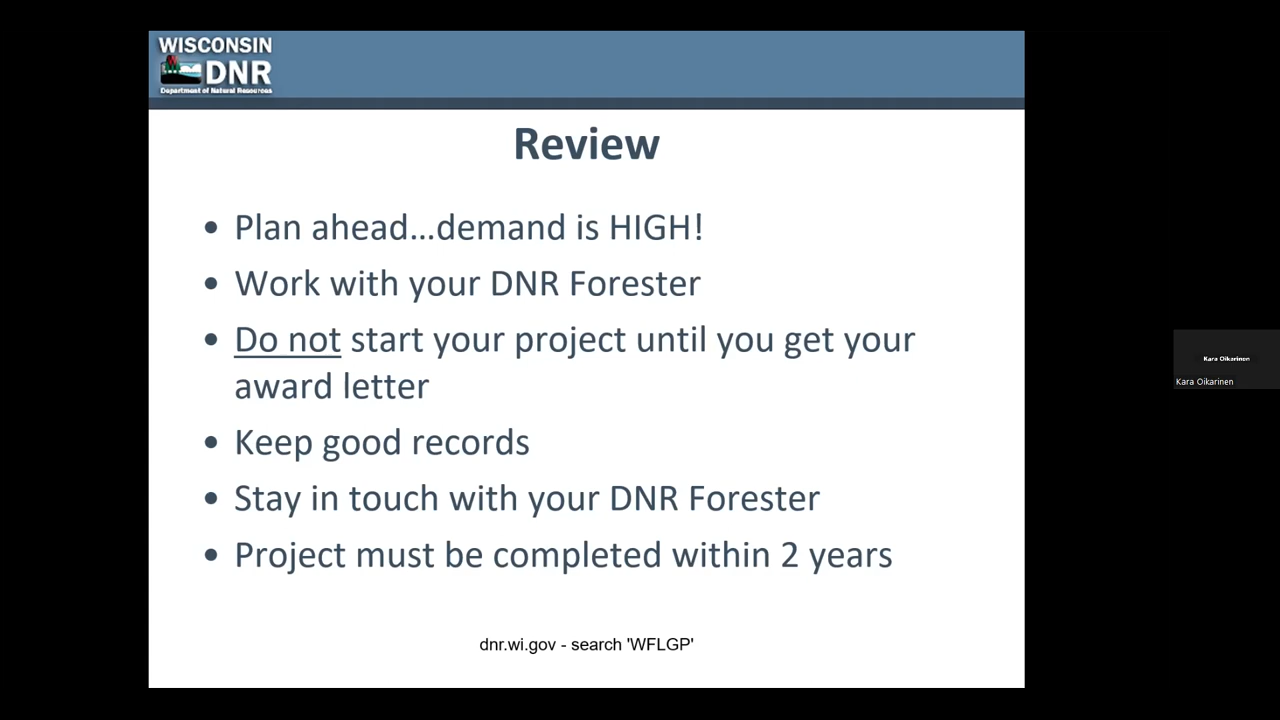 WISCONSIN
DNR
Department of Natural Resources
Review
• Plan ahead...demand is HIGH!
• Work with your DNR Forester
• Do not start your project until you get your
award letter
• Keep good records
• Stay in touch with your DNR Forester
• Project must be completed within 2 years
dnr.wi.gov - search 'WFLGP'
Kara Oikarinen
Kara Oikarinen